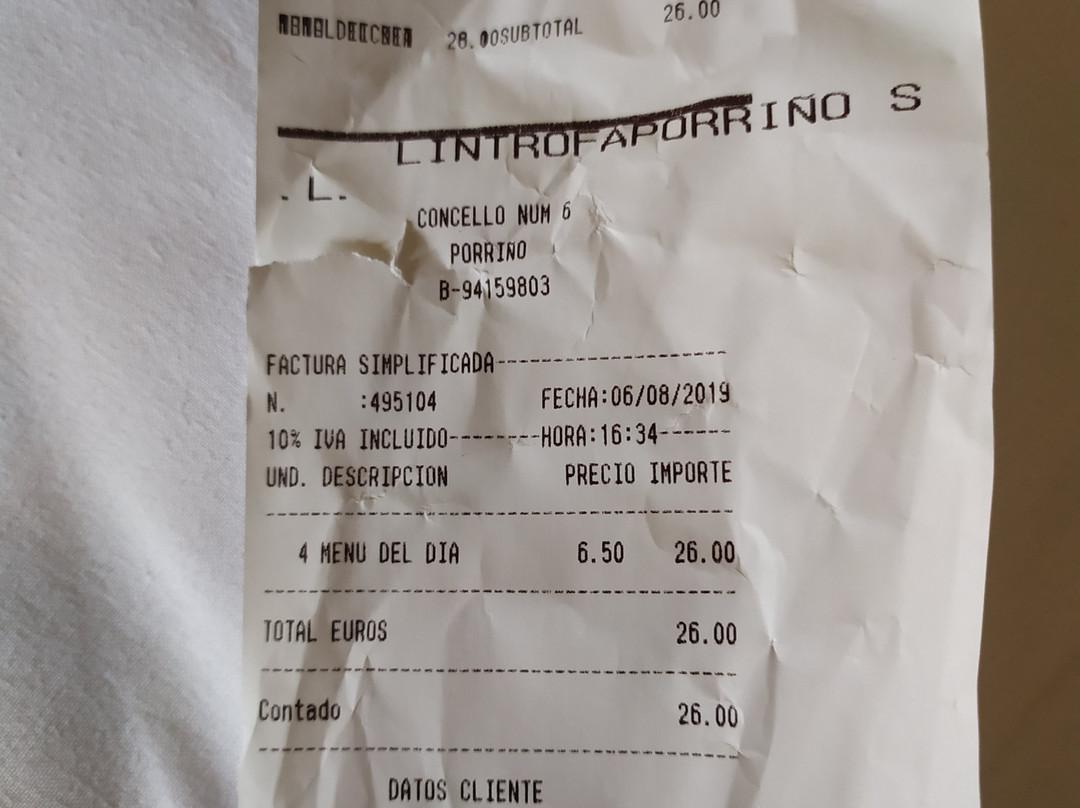 28.00SUBTOTAL 26.00
LINTROFAPORRIÑO S
. L.
CONCELLO NUM 6
PORRIÑO
B-94159803
FACTURA SIMPLIFICADA-------------------
N. :495104 FECHA:06/08/2019
10% IVA INCLUIDO--------HORA:16:34------
UND. DESCRIPCION PRECIO IMPORTE
4 MENU DEL DIA 6.50 26.00
TOTAL EUROS 26.00
Contado 26.00
DATOS CLIENTE